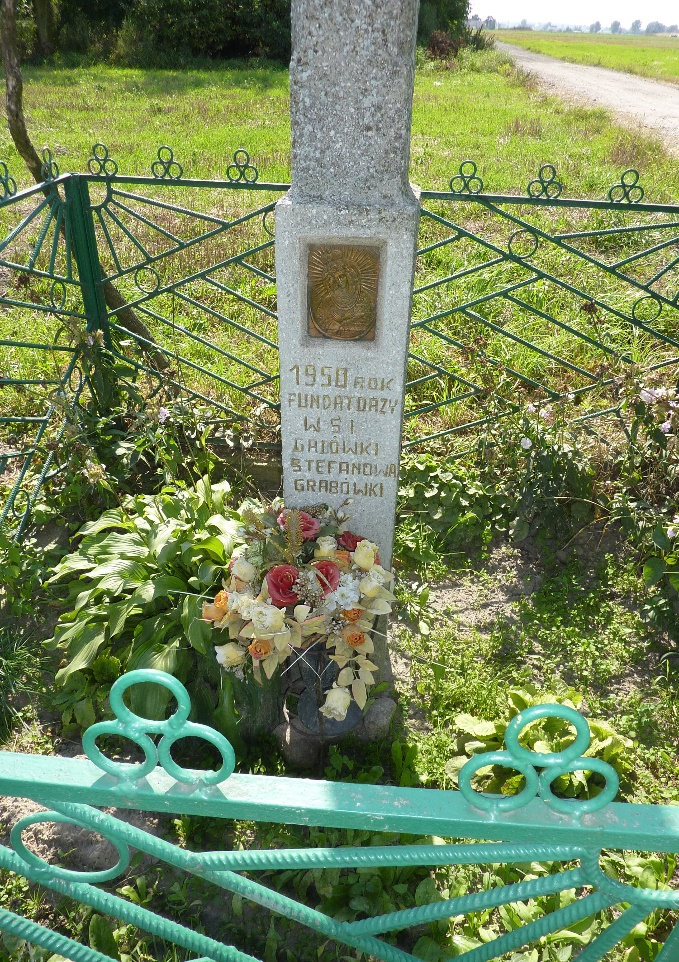 1950 ROK
FUNDATORZY
WSI
GAJÓWKI
STEFANOWA
GRABÓWKI